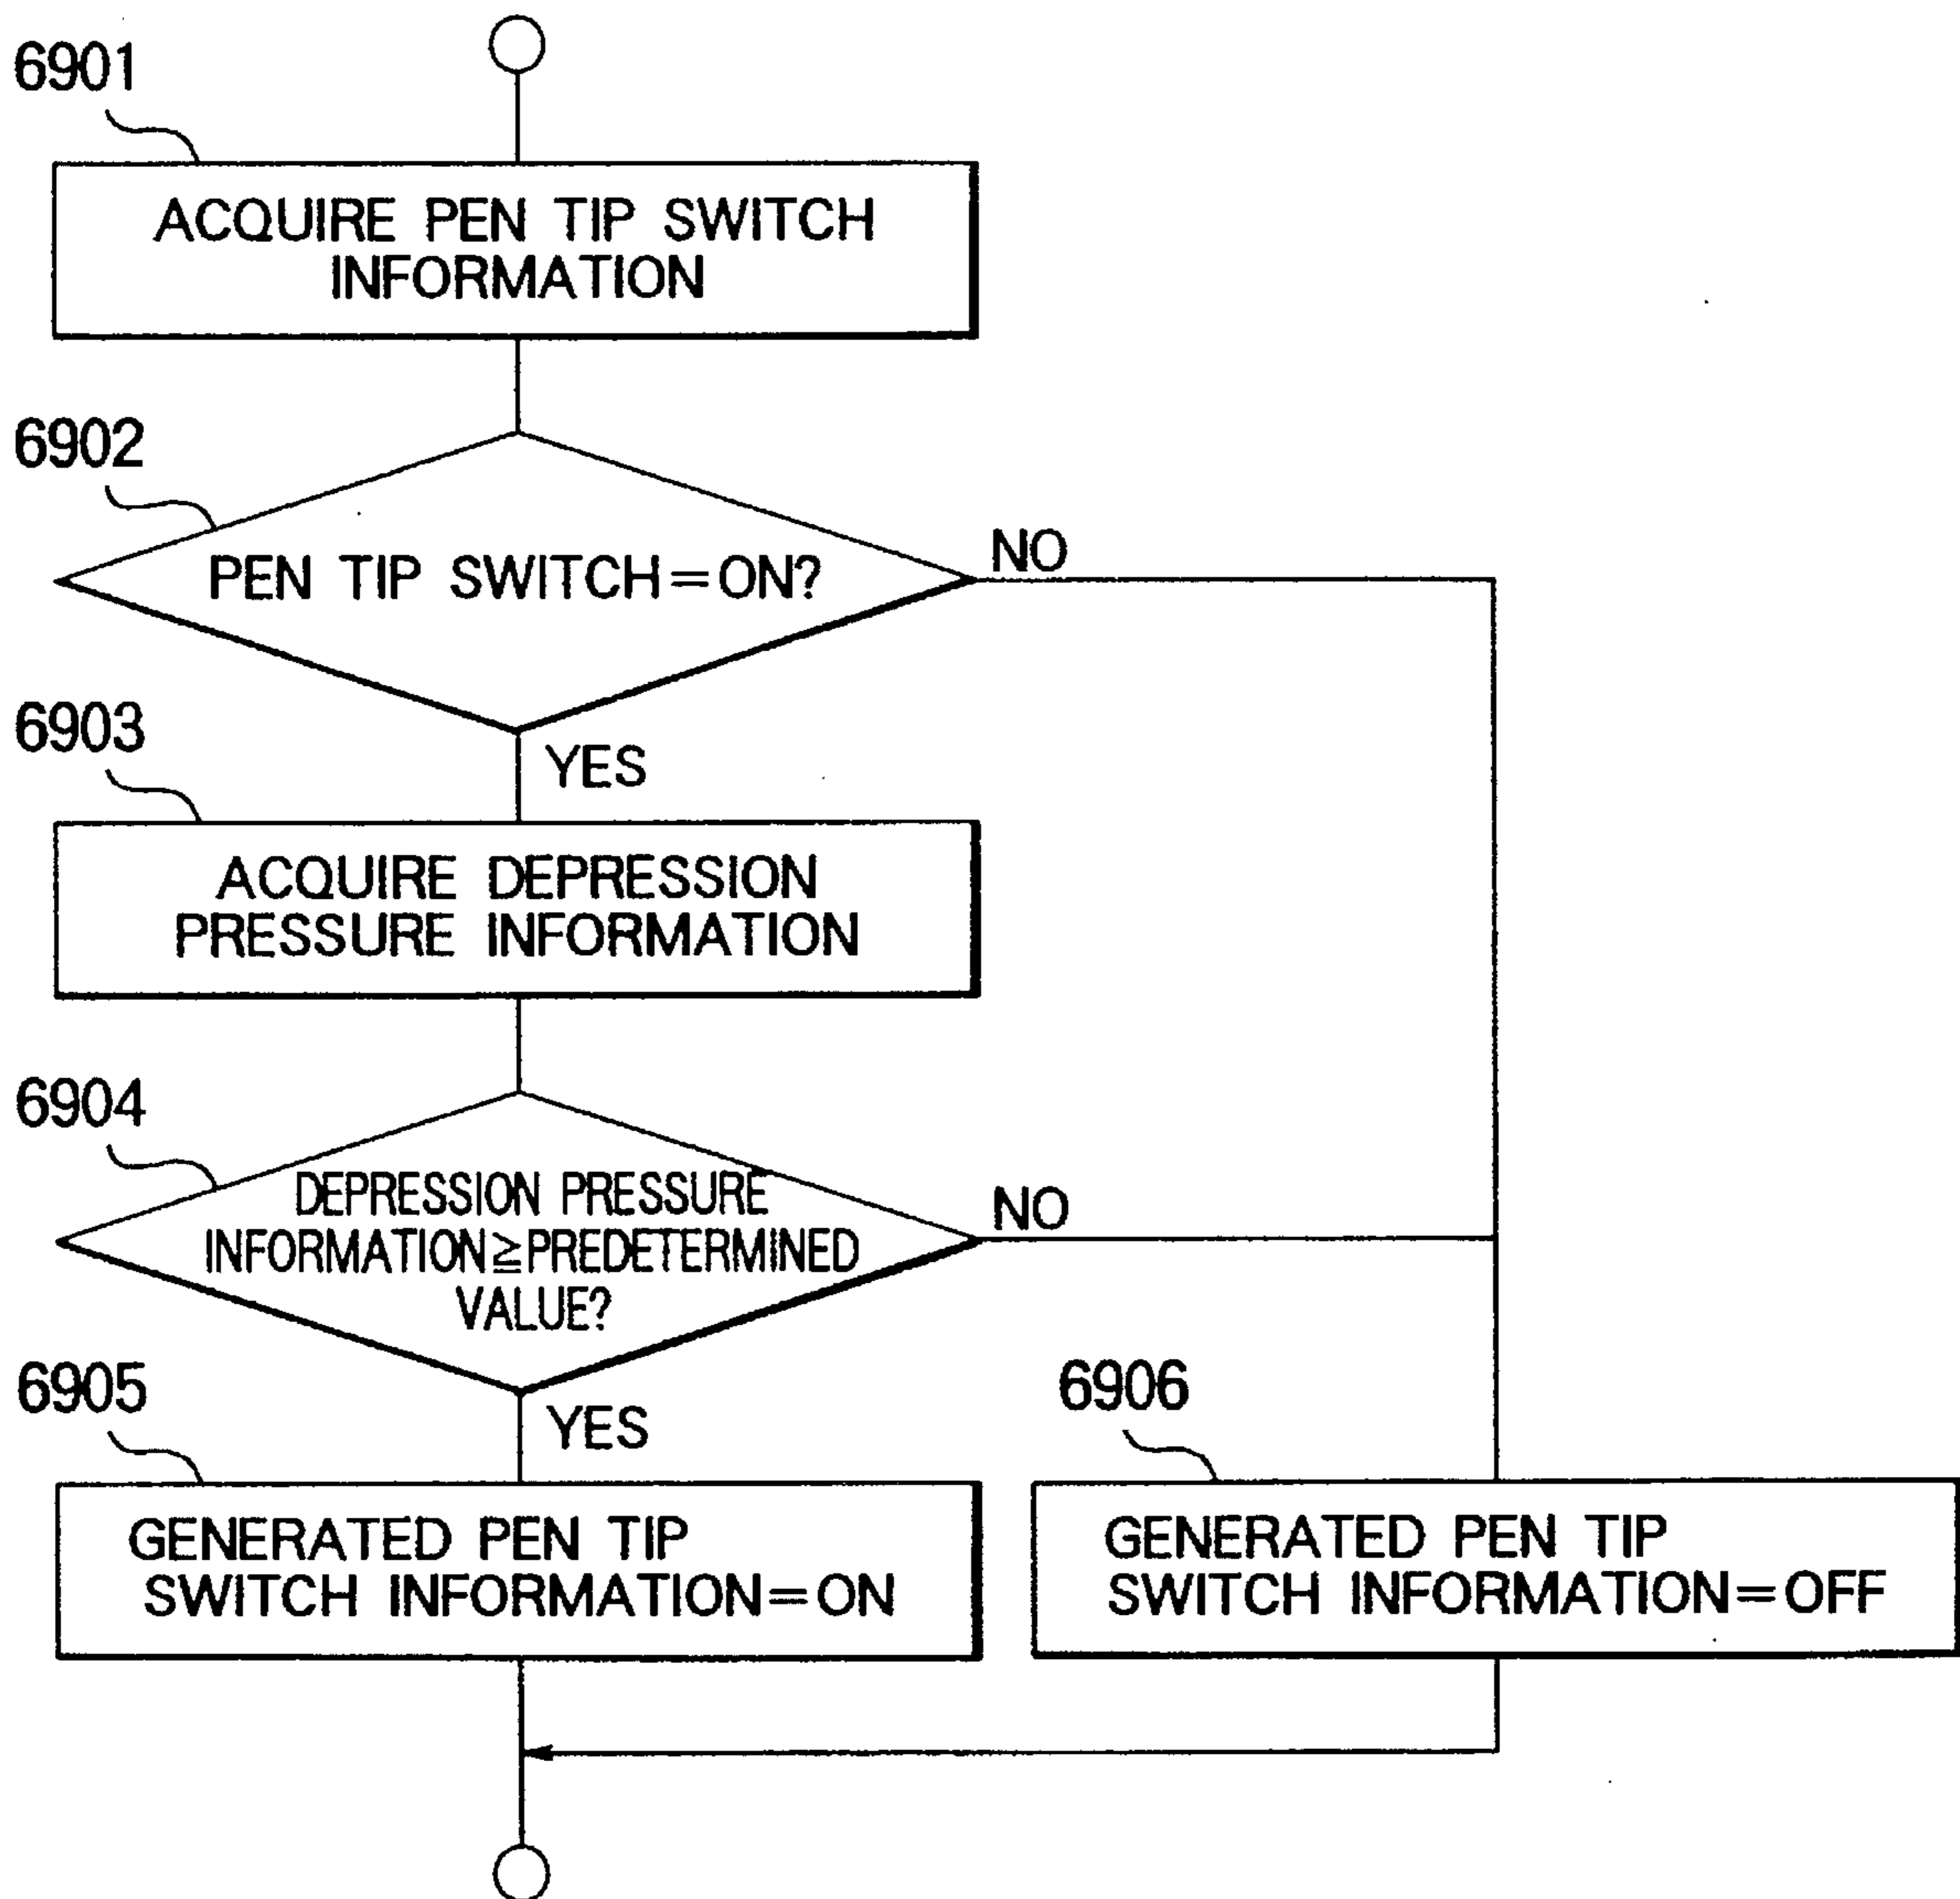 6901
ACQUIRE PEN TIP SWITCH
INFORMATION
6902
PEN TIP SWITCH=ON?
NO
6903
YES
ACQUIRE DEPRESSION
PRESSURE INFORMATION
6904
DEPRESSION PRESSURE
INFORMATION≧PREDETERMINED
VALUE?
NO
6905
YES
GENERATED PEN TIP
SWITCH INFORMATION=ON
6906
GENERATED PEN TIP
SWITCH INFORMATION=OFF